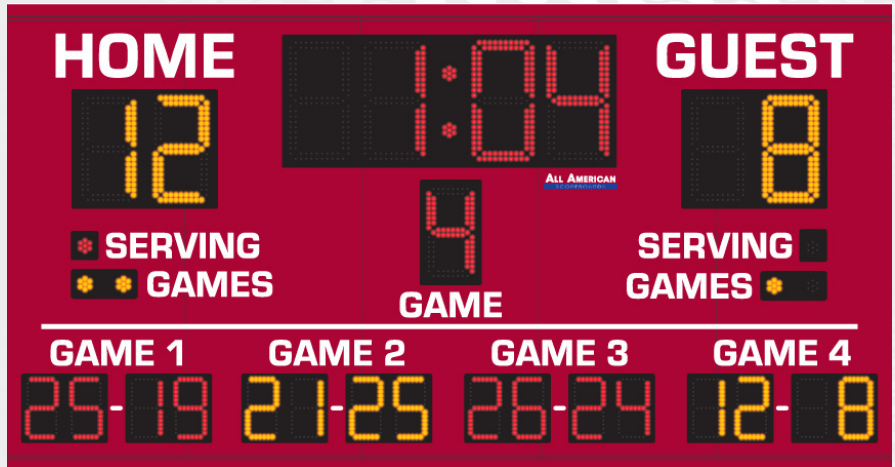 HOME
1:04
GUEST
12
8
ALL AMERICAN
SCOREBOARDS
4
SERVING
SERVING
GAMES
GAMES
GAME
GAME 1
GAME 2
GAME 3
GAME 4
25-19
21-25
26-24
12-8